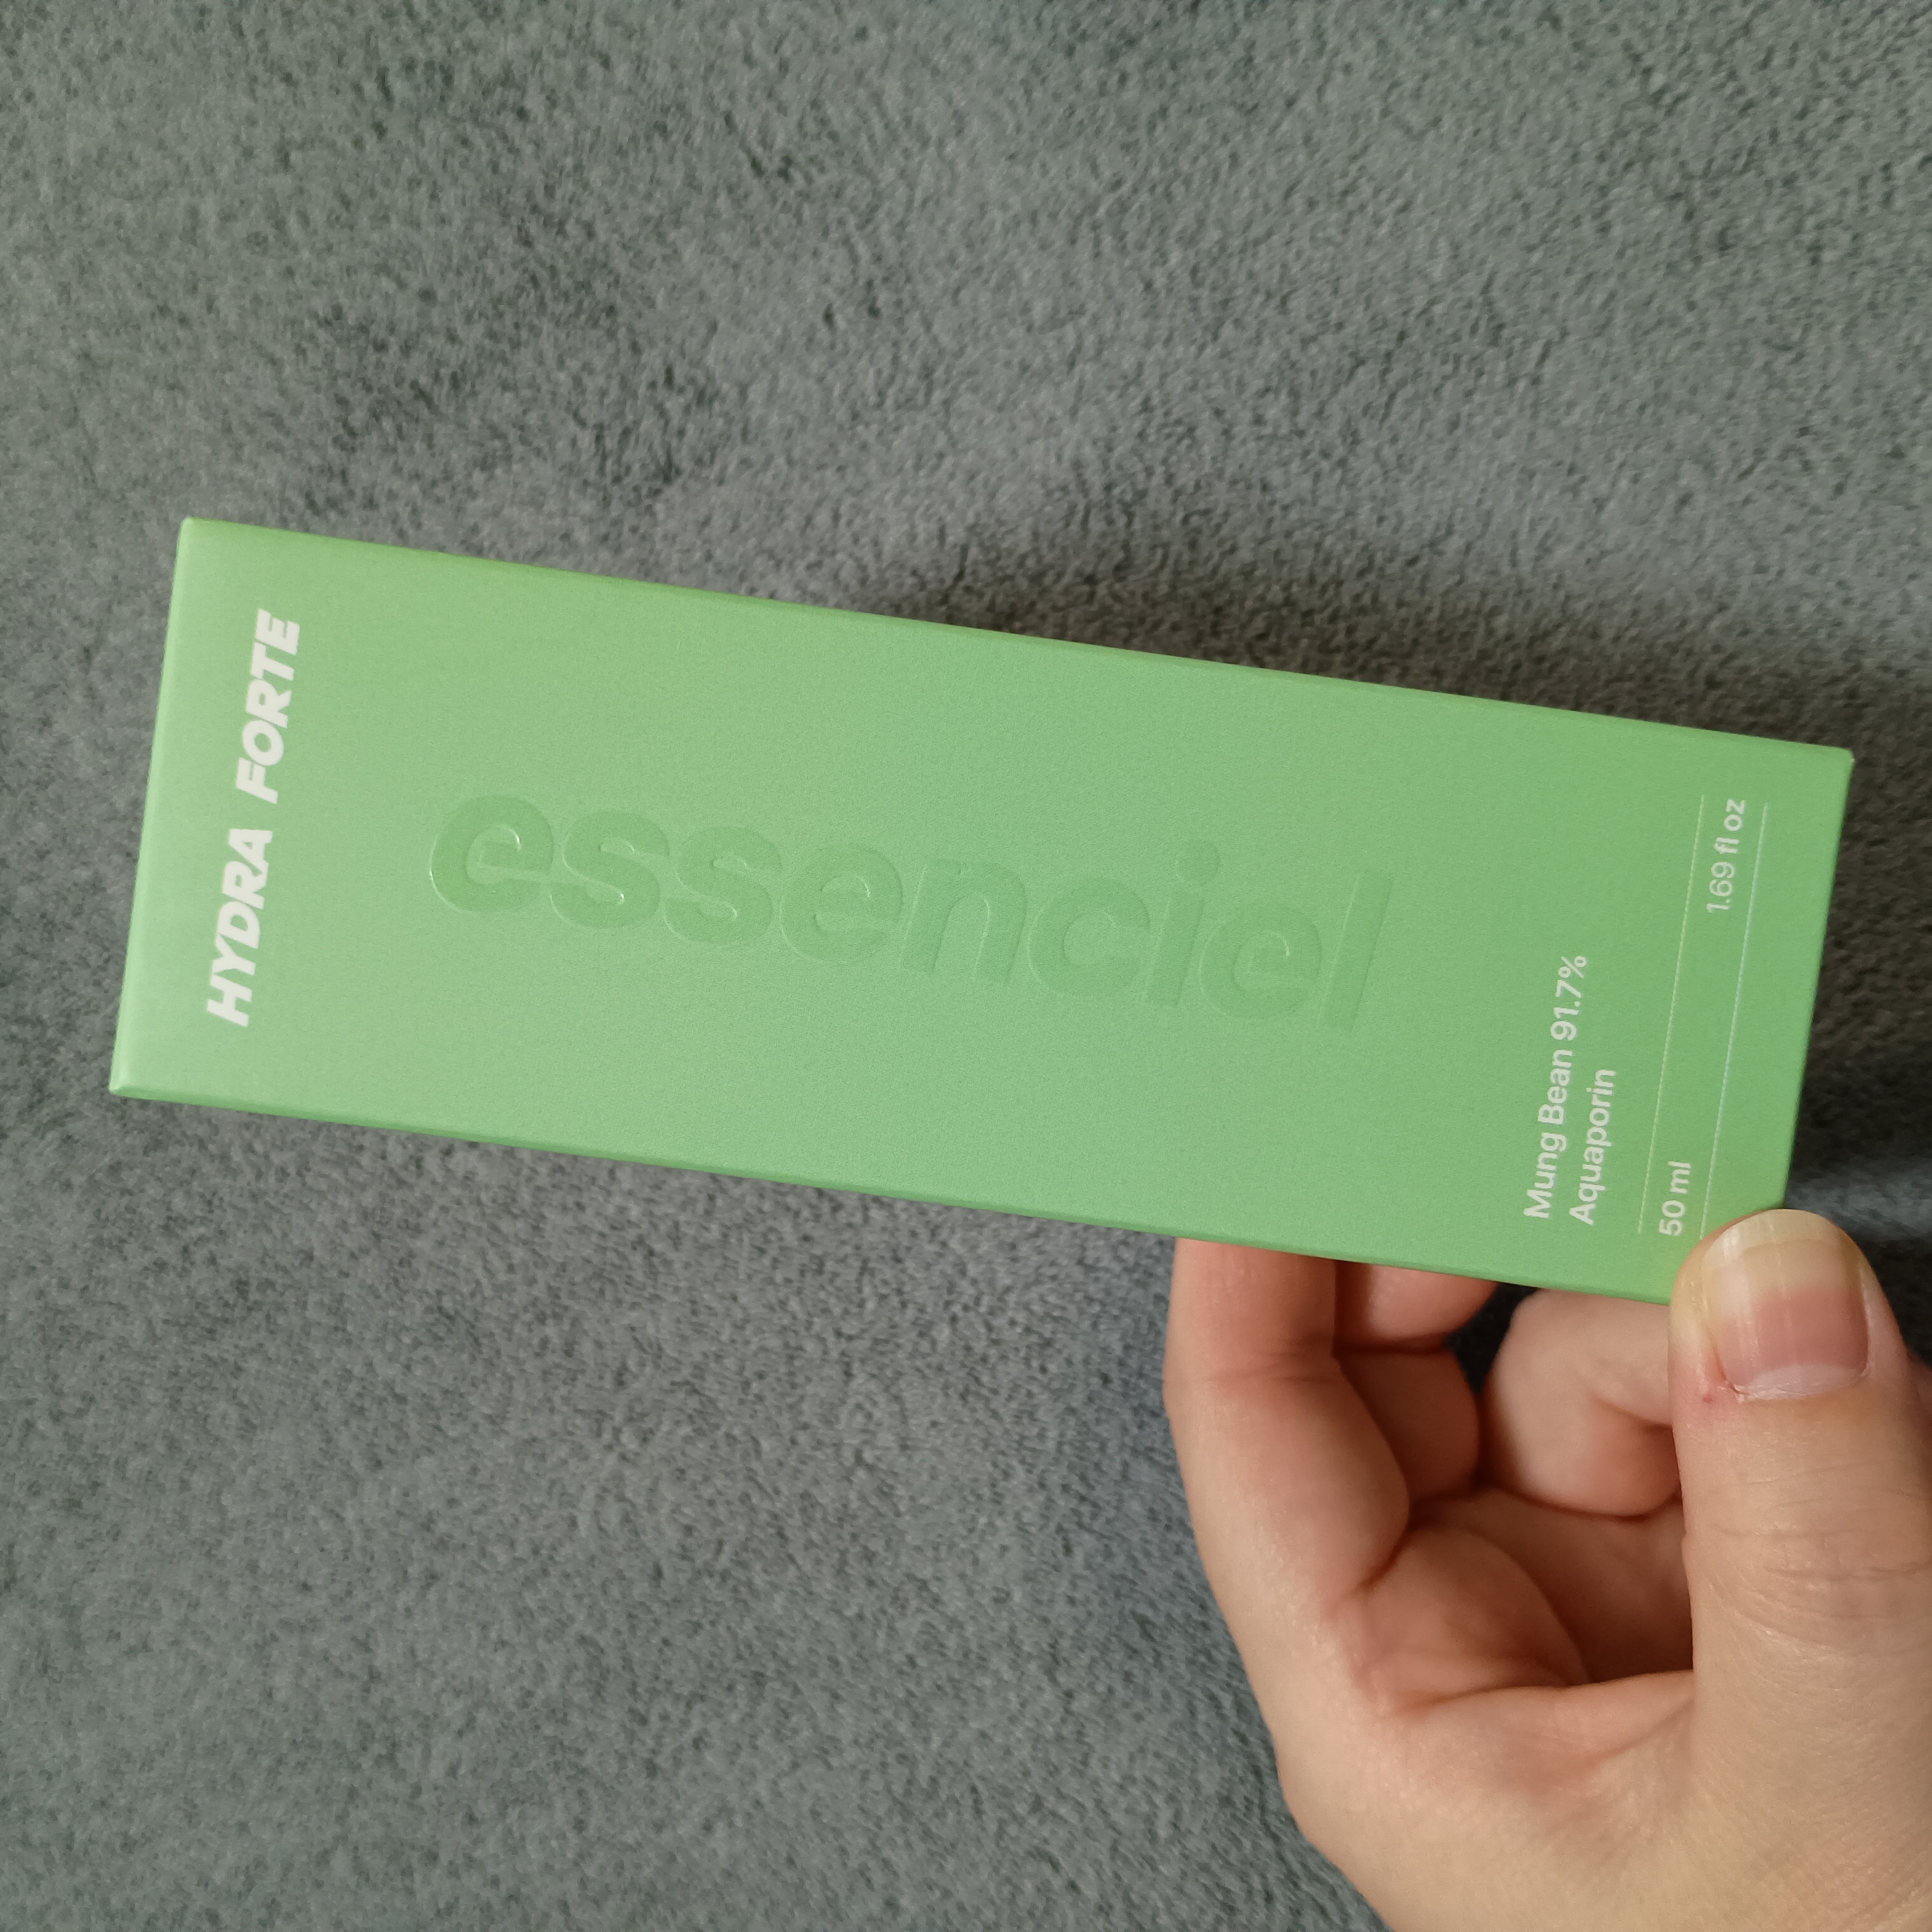 HYDRA FORTE
essenciel
Mung Bean 91.7%
Aquaporin
50 ml 1.69 fl oz